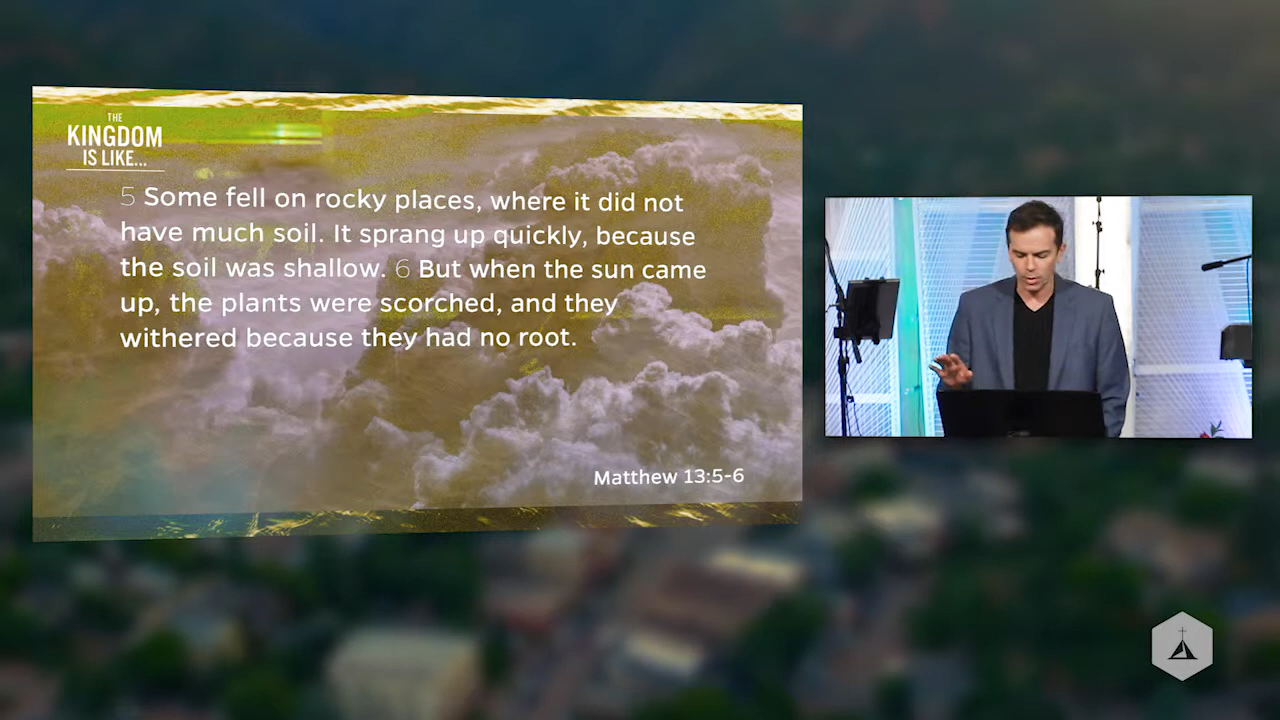 THE
KINGDOM
IS LIKE...
5 Some fell on rocky places, where it did not
have much soil. It sprang up quickly, because
the soil was shallow. 6 But when the sun came
up, the plants were scorched, and they
withered because they had no root.
Matthew 13:5-6